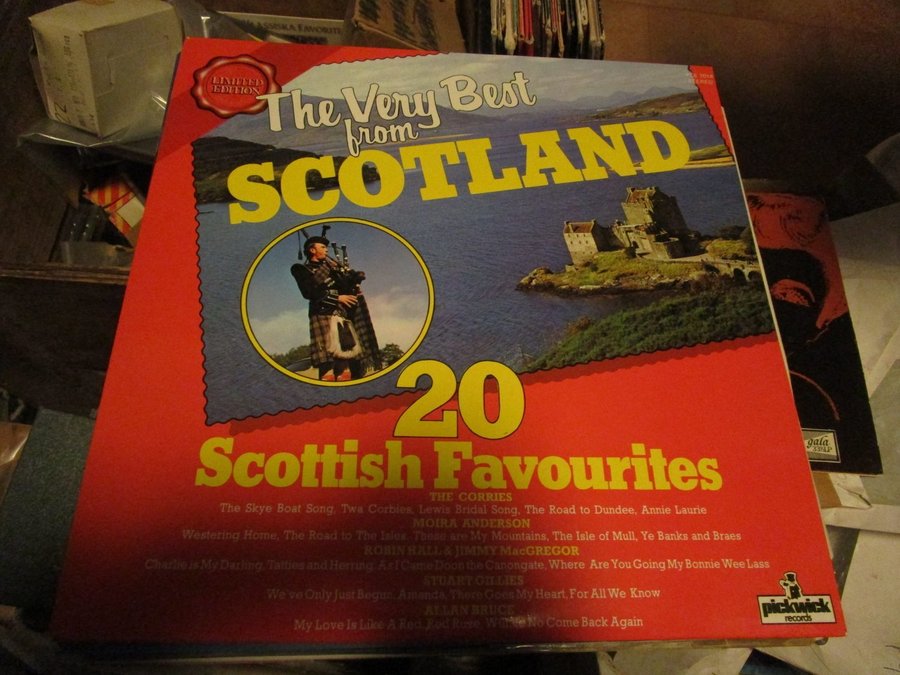 LIMITED
EDITION
The Very Best
from
SCOTLAND
STEREO
20
Scottish Favourites
THE CORRIES
The Skye Boat Song, Twa Corbies, Lewis Bridal Song, The Road to Dundee, Annie Laurie
MOIRA ANDERSON
Westering Home, The Road to The Isles, These are My Mountains, The Isle of Mull, Ye Banks and Braes
ROBIN HALL & JIMMY MacGREGOR
Charlie is My Darling, Tatties and Herring, As I Came Doon the Canongate, Where Are You Going My Bonnie Wee Lass
STUART GILLIES
We've Only Just Begun, Amanda, There Goes My Heart, For All We Know
ALLAN BRUCE
My Love Is Like A Red, Red Rose, Will Ye No Come Back Again
pickwick
records
gala
33⅓LP